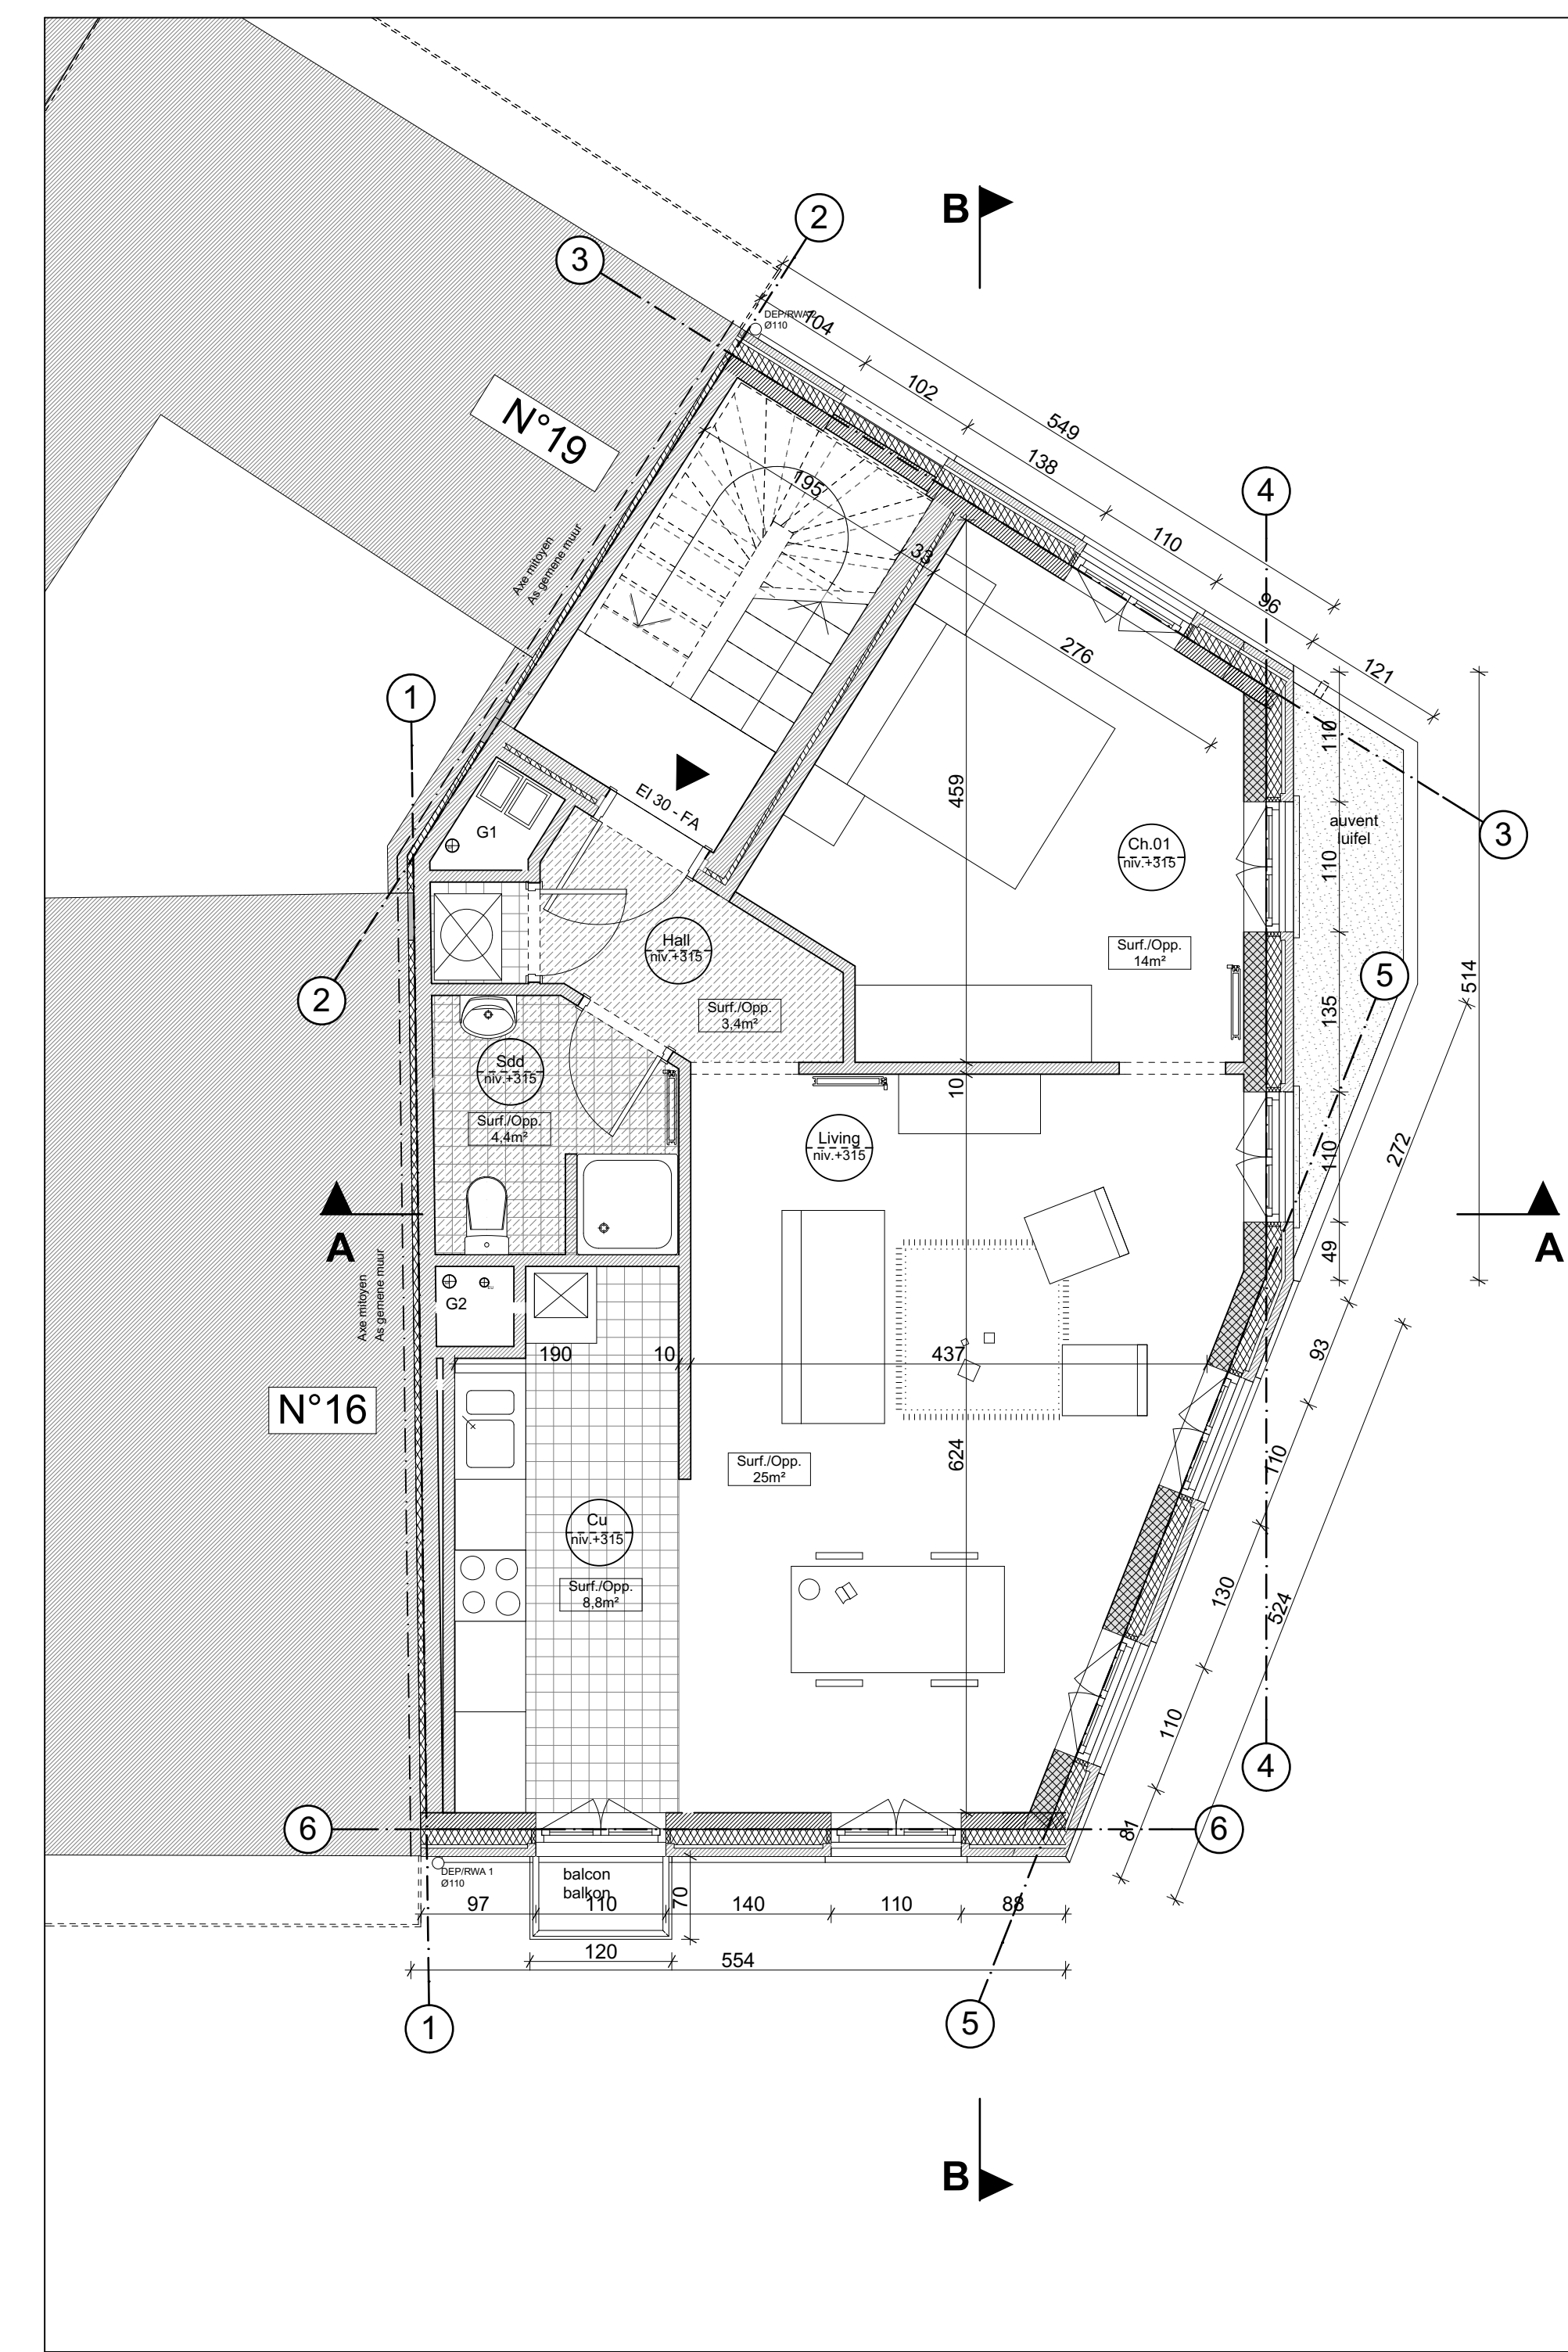 B
2
3
DEP/RWA 2
Ø110
104
102
549
N°19
138
4
195
110
Axe mitoyen
As gemene muur
33
96
276
121
1
110
EI 30 - FA
459
auvent
luifel
3
G1
Ch.01
niv.+315
110
Hall
niv.+315
Surf./Opp.
14m²
5
514
2
Surf./Opp.
3,4m²
135
Sdd
niv.+315
10
Surf./Opp.
4,4m²
Living
niv.+315
110
272
A
A
49
Axe mitoyen
As gemene muur
G2
190
10
437
93
N°16
624
110
Surf./Opp.
25m²
Cu
niv.+315
Surf./Opp.
8,8m²
130
524
110
4
6
6
81
DEP/RWA 1
Ø110
balcon
balkon
97
110
70
140
110
88
120
554
1
5
B